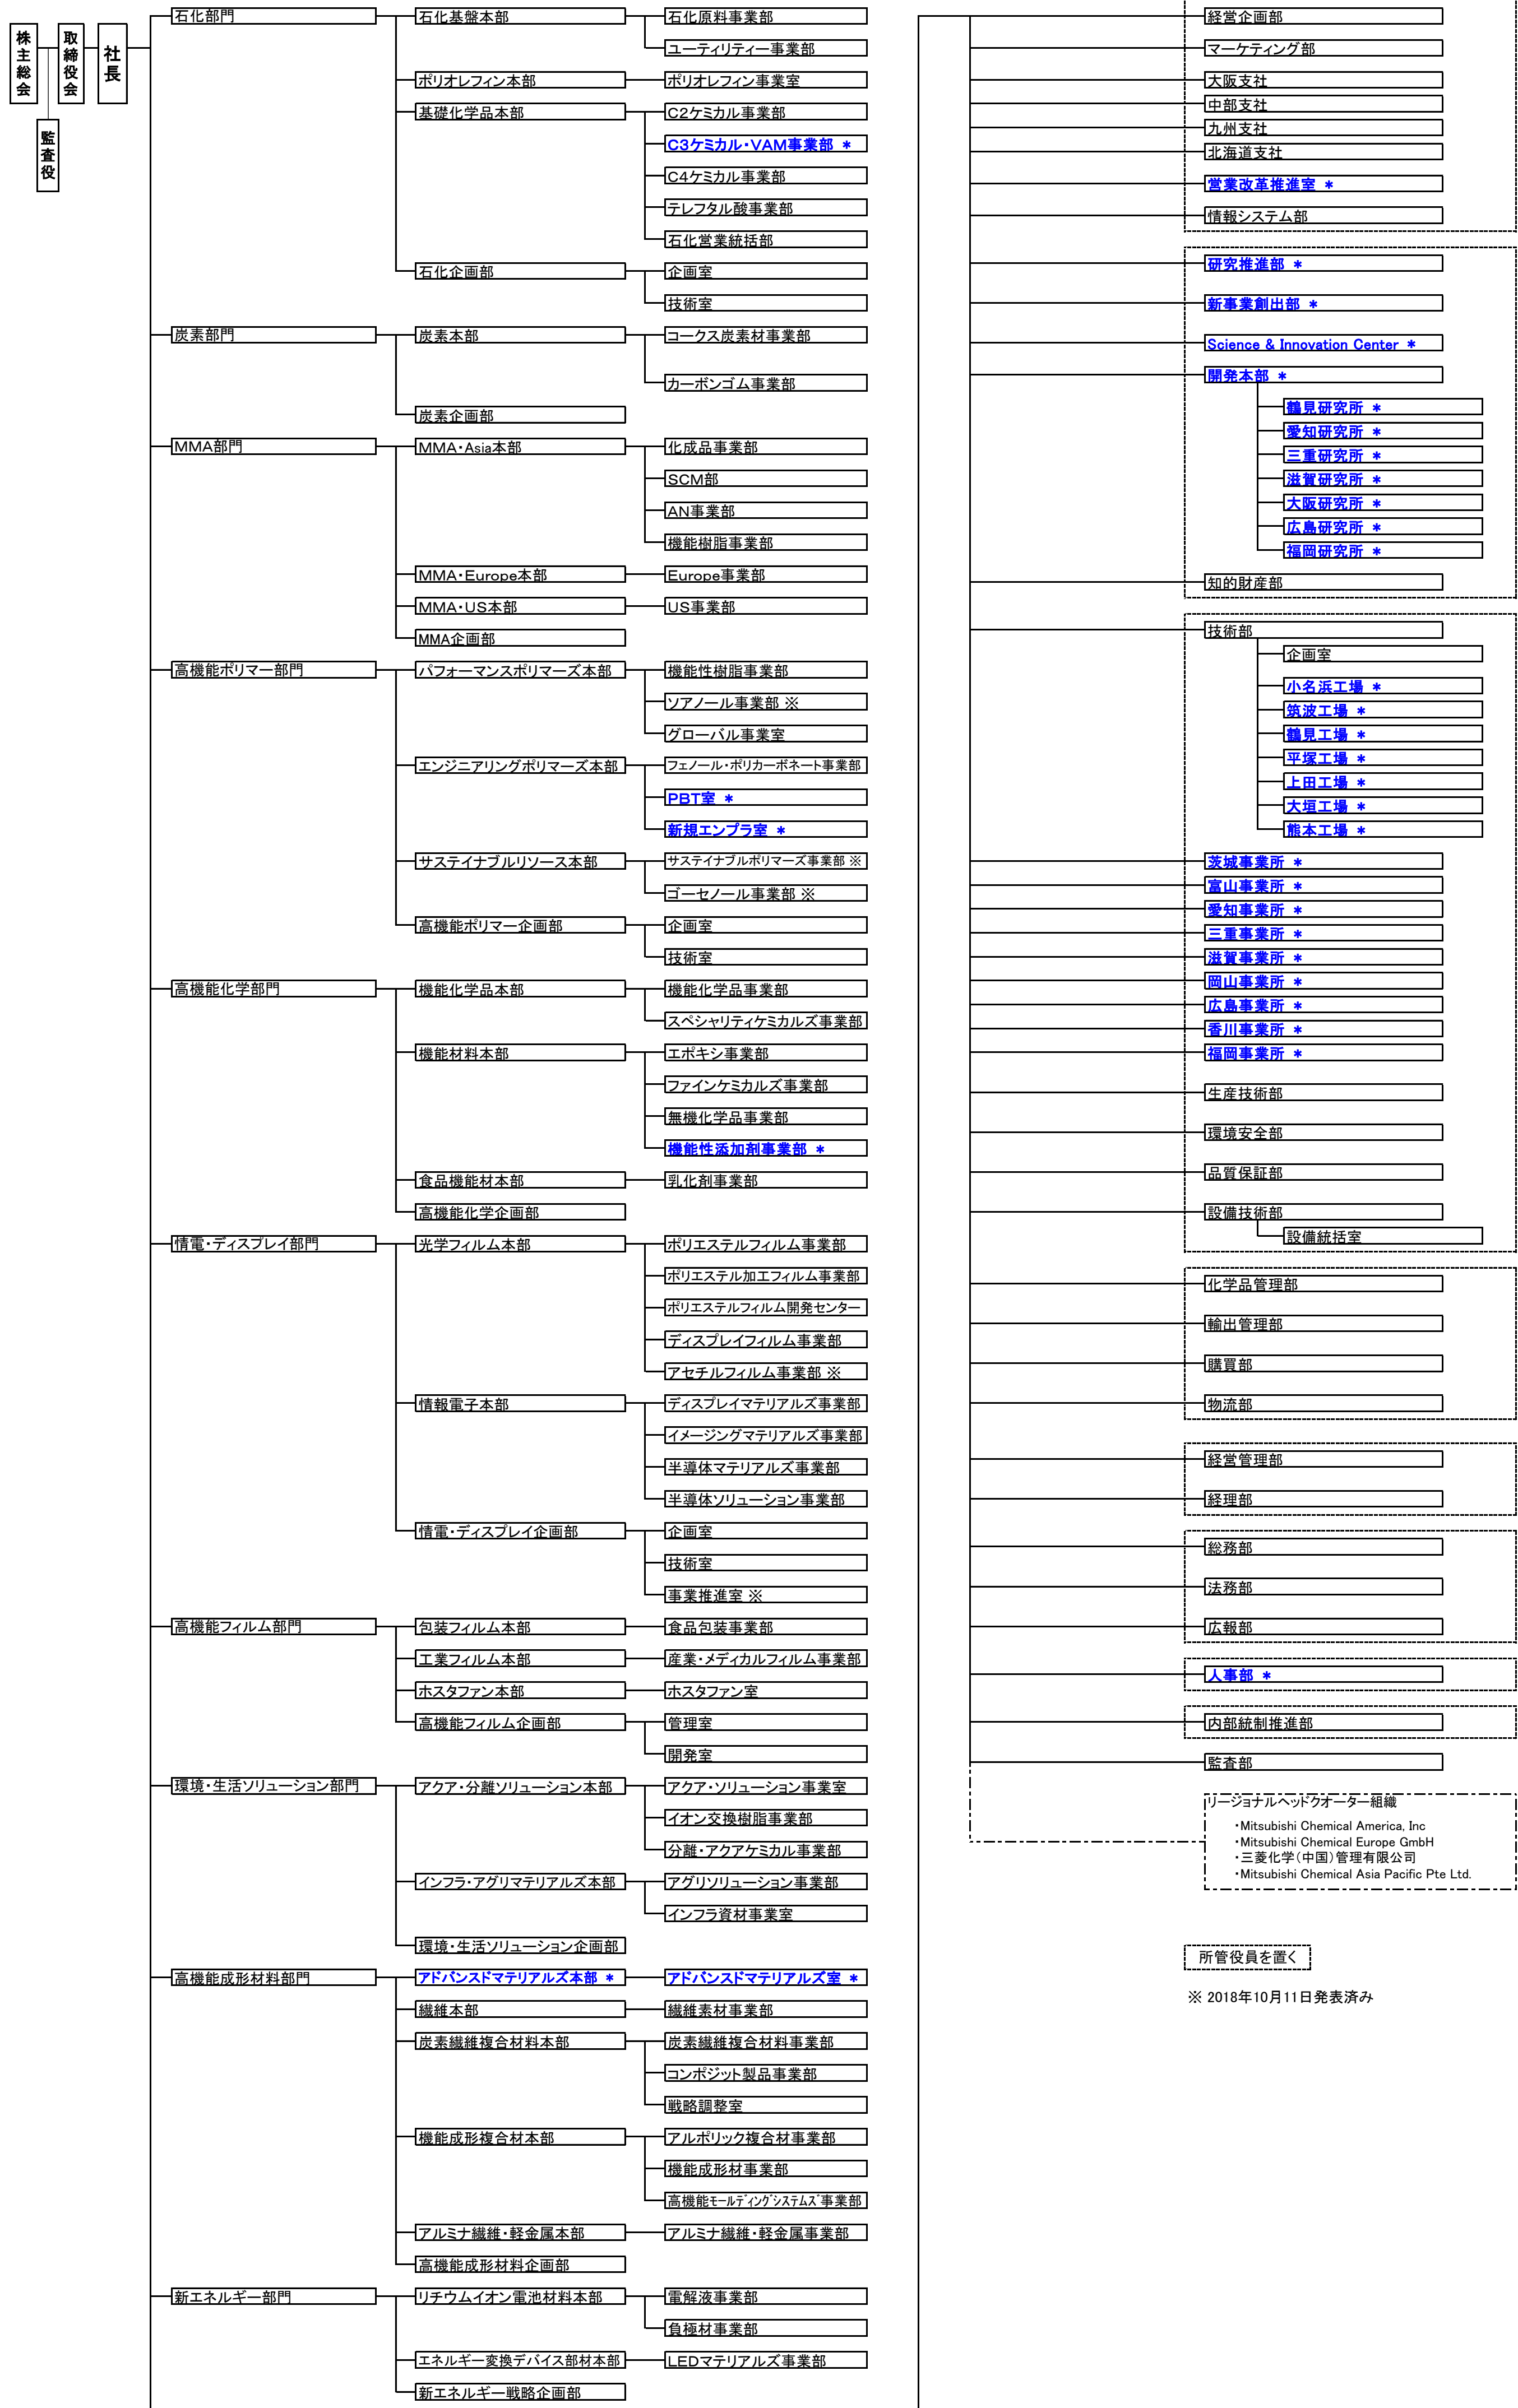 株主総会
取締役会
社長
監査役
石化部門
石化基盤本部
石化原料事業部
ユーティリティー事業部
ポリオレフィン本部
ポリオレフィン事業室
基礎化学品本部
C2ケミカル事業部
C3ケミカル・VAM事業部 *
C4ケミカル事業部
テレフタル酸事業部
石化営業統括部
石化企画部
企画室
技術室
炭素部門
炭素本部
コークス炭素材事業部
カーボンゴム事業部
炭素企画部
MMA部門
MMA・Asia本部
化成品事業部
SCM部
AN事業部
機能樹脂事業部
MMA・Europe本部
Europe事業部
MMA・US本部
US事業部
MMA企画部
高機能ポリマー部門
パフォーマンスポリマーズ本部
機能性樹脂事業部
ソアノール事業部 ※
グローバル事業室
エンジニアリングポリマーズ本部
フェノール・ポリカーボネート事業部
PBT室 *
新規エンプラ室 *
サステイナブルリソース本部
サステイナブルポリマーズ事業部 ※
ゴーセノール事業部 ※
高機能ポリマー企画部
企画室
技術室
高機能化学部門
機能化学品本部
機能化学品事業部
スペシャリティケミカルズ事業部
機能材料本部
エポキシ事業部
ファインケミカルズ事業部
無機化学品事業部
機能性添加剤事業部 *
食品機能材本部
乳化剤事業部
高機能化学企画部
情電・ディスプレイ部門
光学フィルム本部
ポリエステルフィルム事業部
ポリエステル加工フィルム事業部
ポリエステルフィルム開発センター
ディスプレイフィルム事業部
アセチルフィルム事業部 ※
情報電子本部
ディスプレイマテリアルズ事業部
イメージングマテリアルズ事業部
半導体マテリアルズ事業部
半導体ソリューション事業部
情電・ディスプレイ企画部
企画室
技術室
事業推進室 ※
高機能フィルム部門
包装フィルム本部
食品包装事業部
工業フィルム本部
産業・メディカルフィルム事業部
ホスタファン本部
ホスタファン室
高機能フィルム企画部
管理室
開発室
環境・生活ソリューション部門
アクア・分離ソリューション本部
アクア・ソリューション事業室
イオン交換樹脂事業部
分離・アクアケミカル事業部
インフラ・アグリマテリアルズ本部
アグリソリューション事業部
インフラ資材事業室
環境・生活ソリューション企画部
高機能成形材料部門
アドバンスドマテリアルズ本部 *
アドバンスドマテリアルズ室 *
繊維本部
繊維素材事業部
炭素繊維複合材料本部
炭素繊維複合材料事業部
コンポジット製品事業部
戦略調整室
機能成形複合材本部
アルポリック複合材事業部
機能成形材事業部
高機能モールディングシステムズ事業部
アルミナ繊維・軽金属本部
アルミナ繊維・軽金属事業部
高機能成形材料企画部
新エネルギー部門
リチウムイオン電池材料本部
電解液事業部
負極材事業部
エネルギー変換デバイス部材本部
LEDマテリアルズ事業部
新エネルギー戦略企画部
経営企画部
マーケティング部
大阪支社
中部支社
九州支社
北海道支社
営業改革推進室 *
情報システム部
研究推進部 *
新事業創出部 *
Science & Innovation Center *
開発本部 *
鶴見研究所 *
愛知研究所 *
三重研究所 *
滋賀研究所 *
大阪研究所 *
広島研究所 *
福岡研究所 *
知的財産部
技術部
企画室
小名浜工場 *
筑波工場 *
鶴見工場 *
平塚工場 *
上田工場 *
大垣工場 *
熊本工場 *
茨城事業所 *
富山事業所 *
愛知事業所 *
三重事業所 *
滋賀事業所 *
岡山事業所 *
広島事業所 *
香川事業所 *
福岡事業所 *
生産技術部
環境安全部
品質保証部
設備技術部
設備統括室
化学品管理部
輸出管理部
購買部
物流部
経営管理部
経理部
総務部
法務部
広報部
人事部 *
内部統制推進部
監査部
リージョナルヘッドクオーター組織
・Mitsubishi Chemical America, Inc
・Mitsubishi Chemical Europe GmbH
・三菱化学(中国)管理有限公司
・Mitsubishi Chemical Asia Pacific Pte Ltd.
所管役員を置く
※ 2018年10月11日発表済み